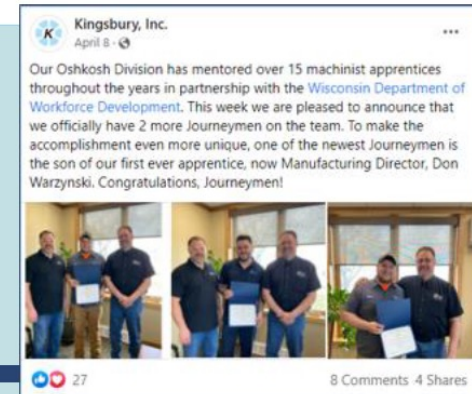 Kingsbury, Inc.
April 8 ·
Our Oshkosh Division has mentored over 15 machinist apprentices
throughout the years in partnership with the Wisconsin Department of
Workforce Development. This week we are pleased to announce that
we officially have 2 more Journeymen on the team. To make the
accomplishment even more unique, one of the newest Journeymen is
the son of our first ever apprentice, now Manufacturing Director, Don
Warzynski. Congratulations, Journeymen!
27 8 Comments 4 Shares